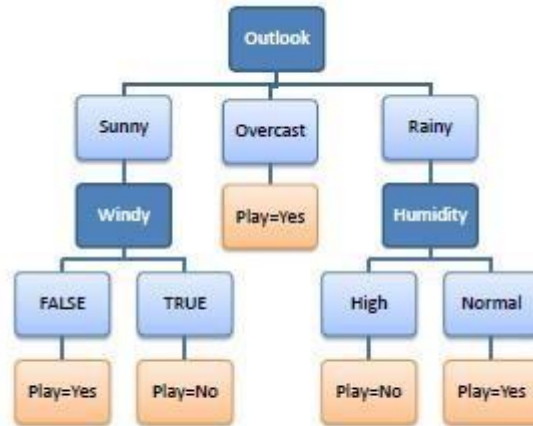 Outlook
Sunny
Overcast
Rainy
Windy
Play=Yes
Humidity
FALSE
TRUE
High
Normal
Play=Yes
Play=No
Play=No
Play=Yes